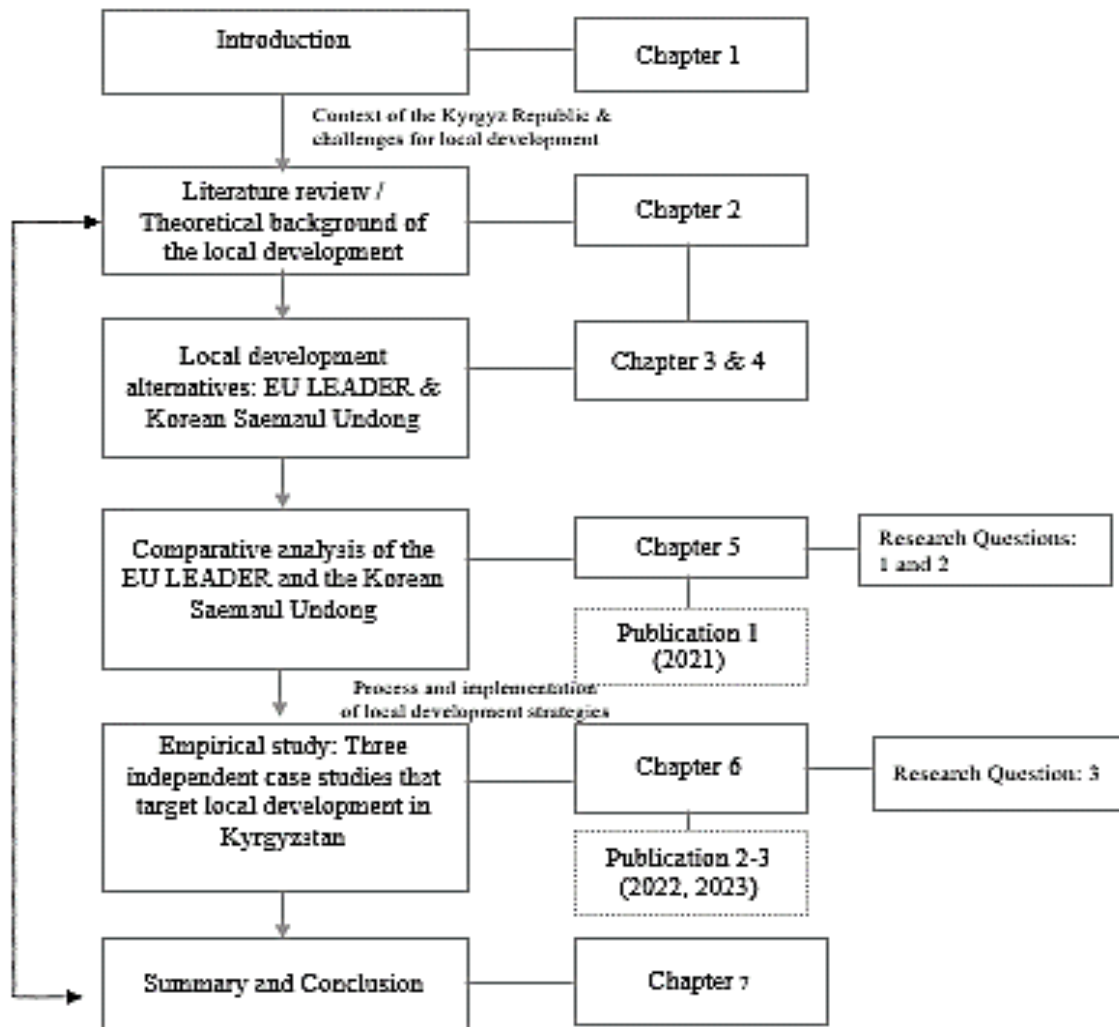 Introduction
Chapter 1
Context of the Kyrgyz Republic &
challenges for local development
Literature review /
Theoretical background of
the local development
Chapter 2
Local development
alternatives: EU LEADER &
Korean Saemaul Undong
Chapter 3 & 4
Comparative analysis of the
EU LEADER and the Korean
Saemaul Undong
Chapter 5
Research Questions:
1 and 2
Publication 1
(2021)
Process and implementation
of local development strategies
Empirical study: Three
independent case studies that
target local development in
Kyrgyzstan
Chapter 6
Research Question: 3
Publication 2-3
(2022, 2023)
Summary and Conclusion
Chapter 7